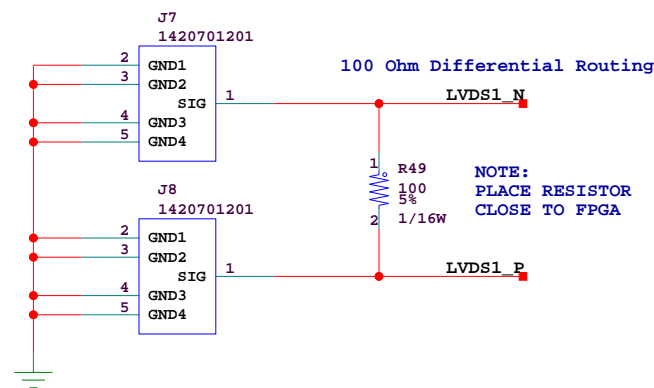 J7
1420701201
2 GND1
3 GND2
SIG 1
4 GND3
5 GND4
100 Ohm Differential Routing
LVDS1_N
1 R49
100
5%
2 1/16W
NOTE:
PLACE RESISTOR
CLOSE TO FPGA
J8
1420701201
2 GND1
3 GND2
SIG 1
4 GND3
5 GND4
LVDS1_P